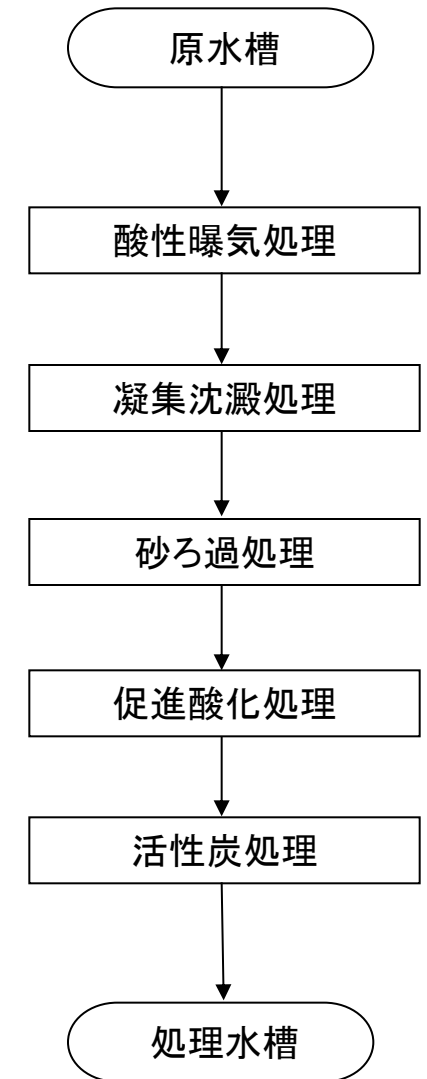 原水槽
酸性曝気処理
凝集沈澱処理
砂ろ過処理
促進酸化処理
活性炭処理
処理水槽